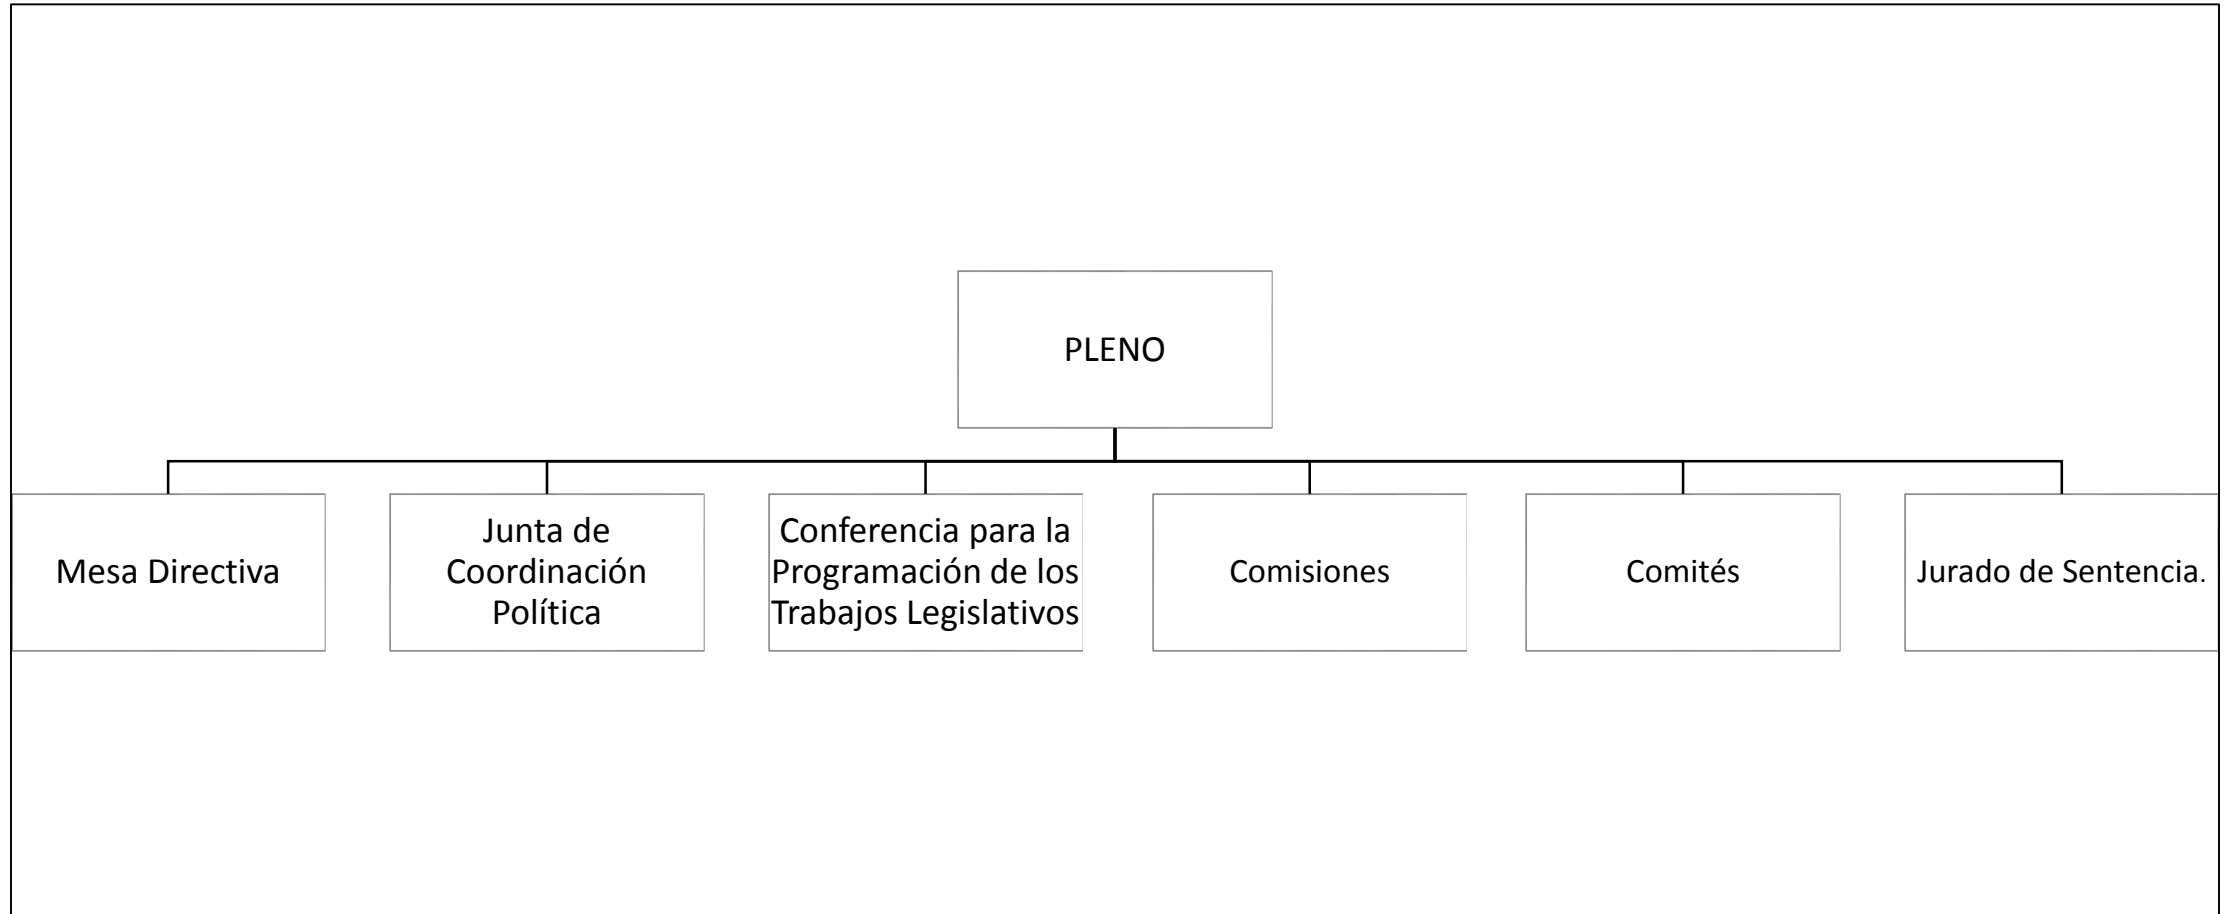 PLENO
Mesa Directiva
Junta de
Coordinación
Política
Conferencia para la
Programación de los
Trabajos Legislativos
Comisiones
Comités
Jurado de Sentencia.